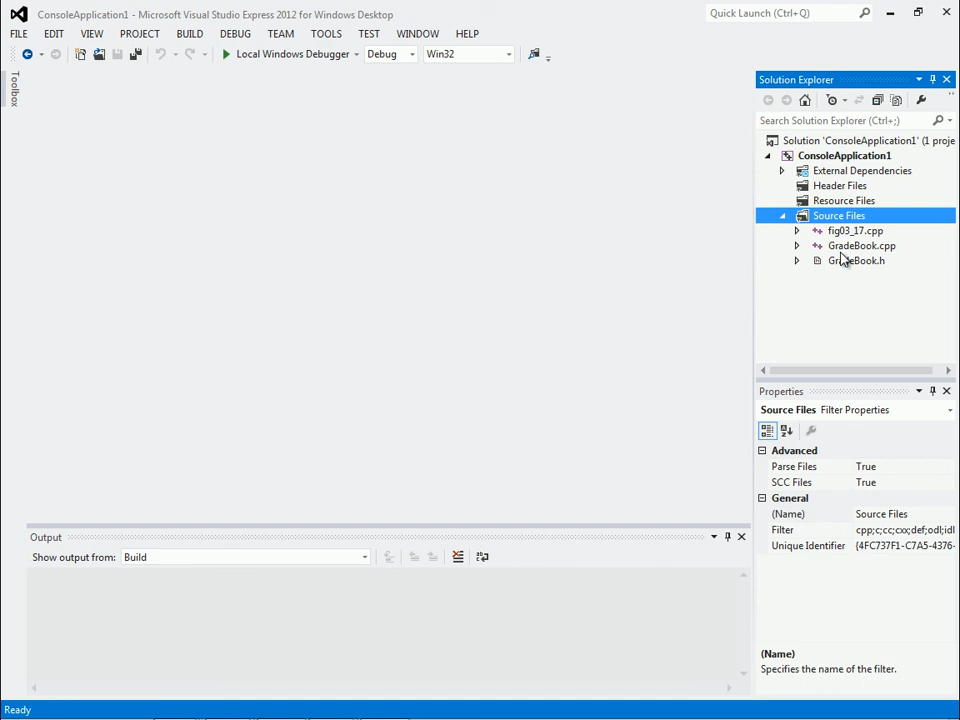 ConsoleApplication1 - Microsoft Visual Studio Express 2012 for Windows Desktop
Quick Launch (Ctrl+Q)
FILE EDIT VIEW PROJECT BUILD DEBUG TEAM TOOLS TEST WINDOW HELP
Local Windows Debugger Debug Win32
Toolbox
Solution Explorer
Search Solution Explorer (Ctrl+;)
Solution 'ConsoleApplication1' (1 proje
ConsoleApplication1
External Dependencies
Header Files
Resource Files
Source Files
fig03_17.cpp
GradeBook.cpp
GradeBook.h
Properties
Source Files Filter Properties
Advanced
Parse Files True
SCC Files True
General
(Name) Source Files
Filter cpp;c;cc;cxx;def;odl;idl
Unique Identifier {4FC737F1-C7A5-4376-
(Name)
Specifies the name of the filter.
Output
Show output from: Build
Ready